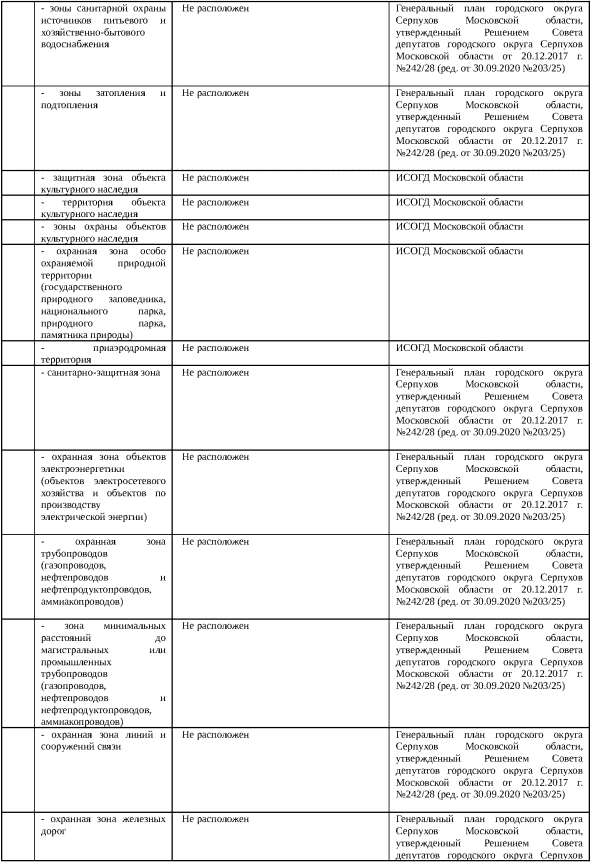 - зоны санитарной охраны
источников питьевого и
хозяйственно-бытового
водоснабжения
Не расположен
Генеральный план городского округа
Серпухов Московской области,
утвержденный Решением Совета
депутатов городского округа Серпухов
Московской области от 20.12.2017 г.
№242/28 (ред. от 30.09.2020 №203/25)
- зоны затопления и
подтопления
Не расположен
Генеральный план городского округа
Серпухов Московской области,
утвержденный Решением Совета
депутатов городского округа Серпухов
Московской области от 20.12.2017 г.
№242/28 (ред. от 30.09.2020 №203/25)
- защитная зона объекта
культурного наследия
Не расположен
ИСОГД Московской области
- территория объекта
культурного наследия
Не расположен
ИСОГД Московской области
- зоны охраны объектов
культурного наследия
Не расположен
ИСОГД Московской области
- охранная зона особо
охраняемой природной
территории
(государственного
природного заповедника,
национального парка,
природного парка,
памятника природы)
Не расположен
ИСОГД Московской области
- приаэродромная
территория
Не расположен
ИСОГД Московской области
- санитарно-защитная зона
Не расположен
Генеральный план городского округа
Серпухов Московской области,
утвержденный Решением Совета
депутатов городского округа Серпухов
Московской области от 20.12.2017 г.
№242/28 (ред. от 30.09.2020 №203/25)
- охранная зона объектов
электроэнергетики
(объектов электросетевого
хозяйства и объектов по
производству
электрической энергии)
Не расположен
Генеральный план городского округа
Серпухов Московской области,
утвержденный Решением Совета
депутатов городского округа Серпухов
Московской области от 20.12.2017 г.
№242/28 (ред. от 30.09.2020 №203/25)
- охранная зона
трубопроводов
(газопроводов,
нефтепроводов и
нефтепродуктопроводов,
аммиакопроводов)
Не расположен
Генеральный план городского округа
Серпухов Московской области,
утвержденный Решением Совета
депутатов городского округа Серпухов
Московской области от 20.12.2017 г.
№242/28 (ред. от 30.09.2020 №203/25)
- зона минимальных
расстояний до
магистральных или
промышленных
трубопроводов
(газопроводов,
нефтепроводов и
нефтепродуктопроводов,
аммиакопроводов)
Не расположен
Генеральный план городского округа
Серпухов Московской области,
утвержденный Решением Совета
депутатов городского округа Серпухов
Московской области от 20.12.2017 г.
№242/28 (ред. от 30.09.2020 №203/25)
- охранная зона линий и
сооружений связи
Не расположен
Генеральный план городского округа
Серпухов Московской области,
утвержденный Решением Совета
депутатов городского округа Серпухов
Московской области от 20.12.2017 г.
№242/28 (ред. от 30.09.2020 №203/25)
- охранная зона железных
дорог
Не расположен
Генеральный план городского округа
Серпухов Московской области,
утвержденный Решением Совета
депутатов городского округа Серпухов